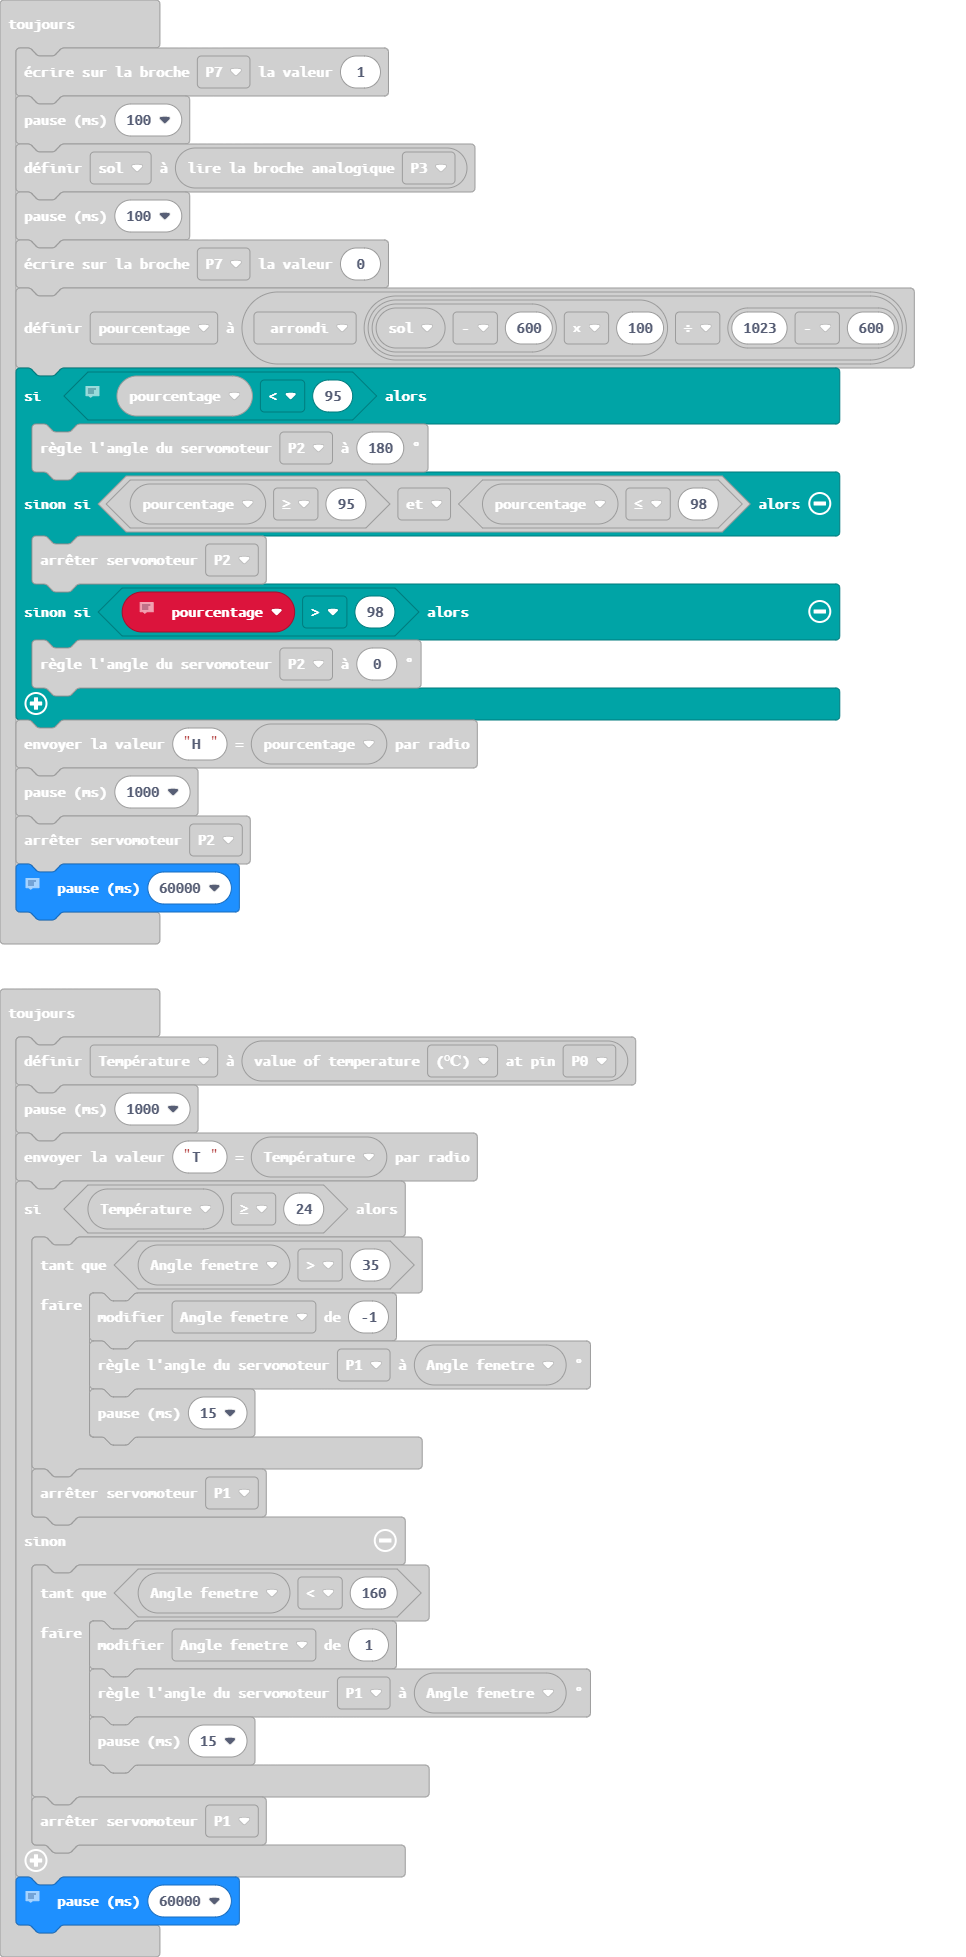 toujours
écrire sur la broche P7 la valeur 1
pause (ms) 100
définir sol à lire la broche analogique P3
pause (ms) 100
écrire sur la broche P7 la valeur 0
définir pourcentage à arrondi sol - 600 × 100 ÷ 1023 - 600
si pourcentage < 95 alors
règle l'angle du servomoteur P2 à 180 °
sinon si pourcentage ≥ 95 et pourcentage ≤ 98 alors
arrêter servomoteur P2
sinon si pourcentage > 98 alors
règle l'angle du servomoteur P2 à 0 °
envoyer la valeur "H " = pourcentage par radio
pause (ms) 1000
arrêter servomoteur P2
pause (ms) 60000
toujours
définir Température à value of temperature (℃) at pin P0
pause (ms) 1000
envoyer la valeur "T " = Température par radio
si Température ≥ 24 alors
tant que Angle fenetre > 35
faire
modifier Angle fenetre de -1
règle l'angle du servomoteur P1 à Angle fenetre °
pause (ms) 15
arrêter servomoteur P1
sinon
tant que Angle fenetre < 160
faire
modifier Angle fenetre de 1
règle l'angle du servomoteur P1 à Angle fenetre °
pause (ms) 15
arrêter servomoteur P1
pause (ms) 60000